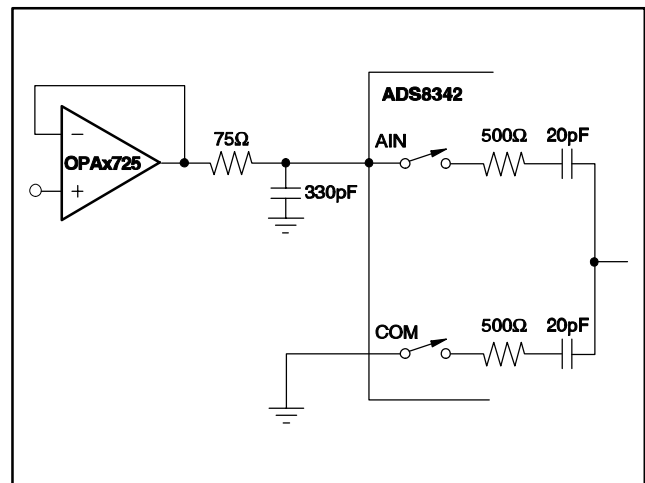 ADS8342
75Ω
AIN
500Ω
20pF
−
OPAx725
+
330pF
COM
500Ω
20pF